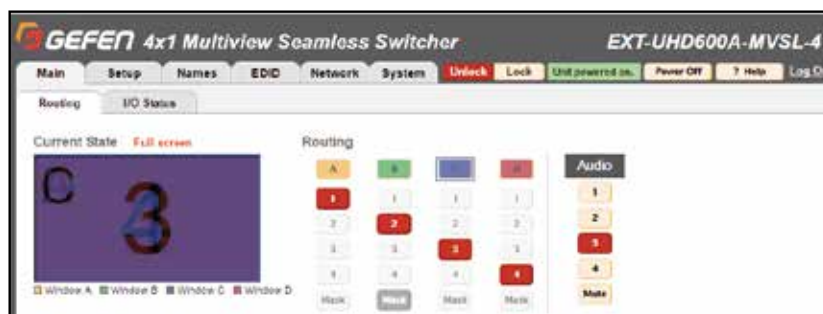 GEFEN 4x1 Multiview Seamless Switcher EXT-UHD600A-MVSL-4
Main Setup Names EDID Network System Unlock Lock Unit powered on. Power Off ? Help Log O
Routing I/O Status
Current State Full screen Routing
A B D Audio
C 3 4
1 1 1 1 1
2 2 2 2 2
3 3 3 3 3
4 4 4 4 4
Mask Mask Mask Mask Mute
Window A Window B Window C Window D